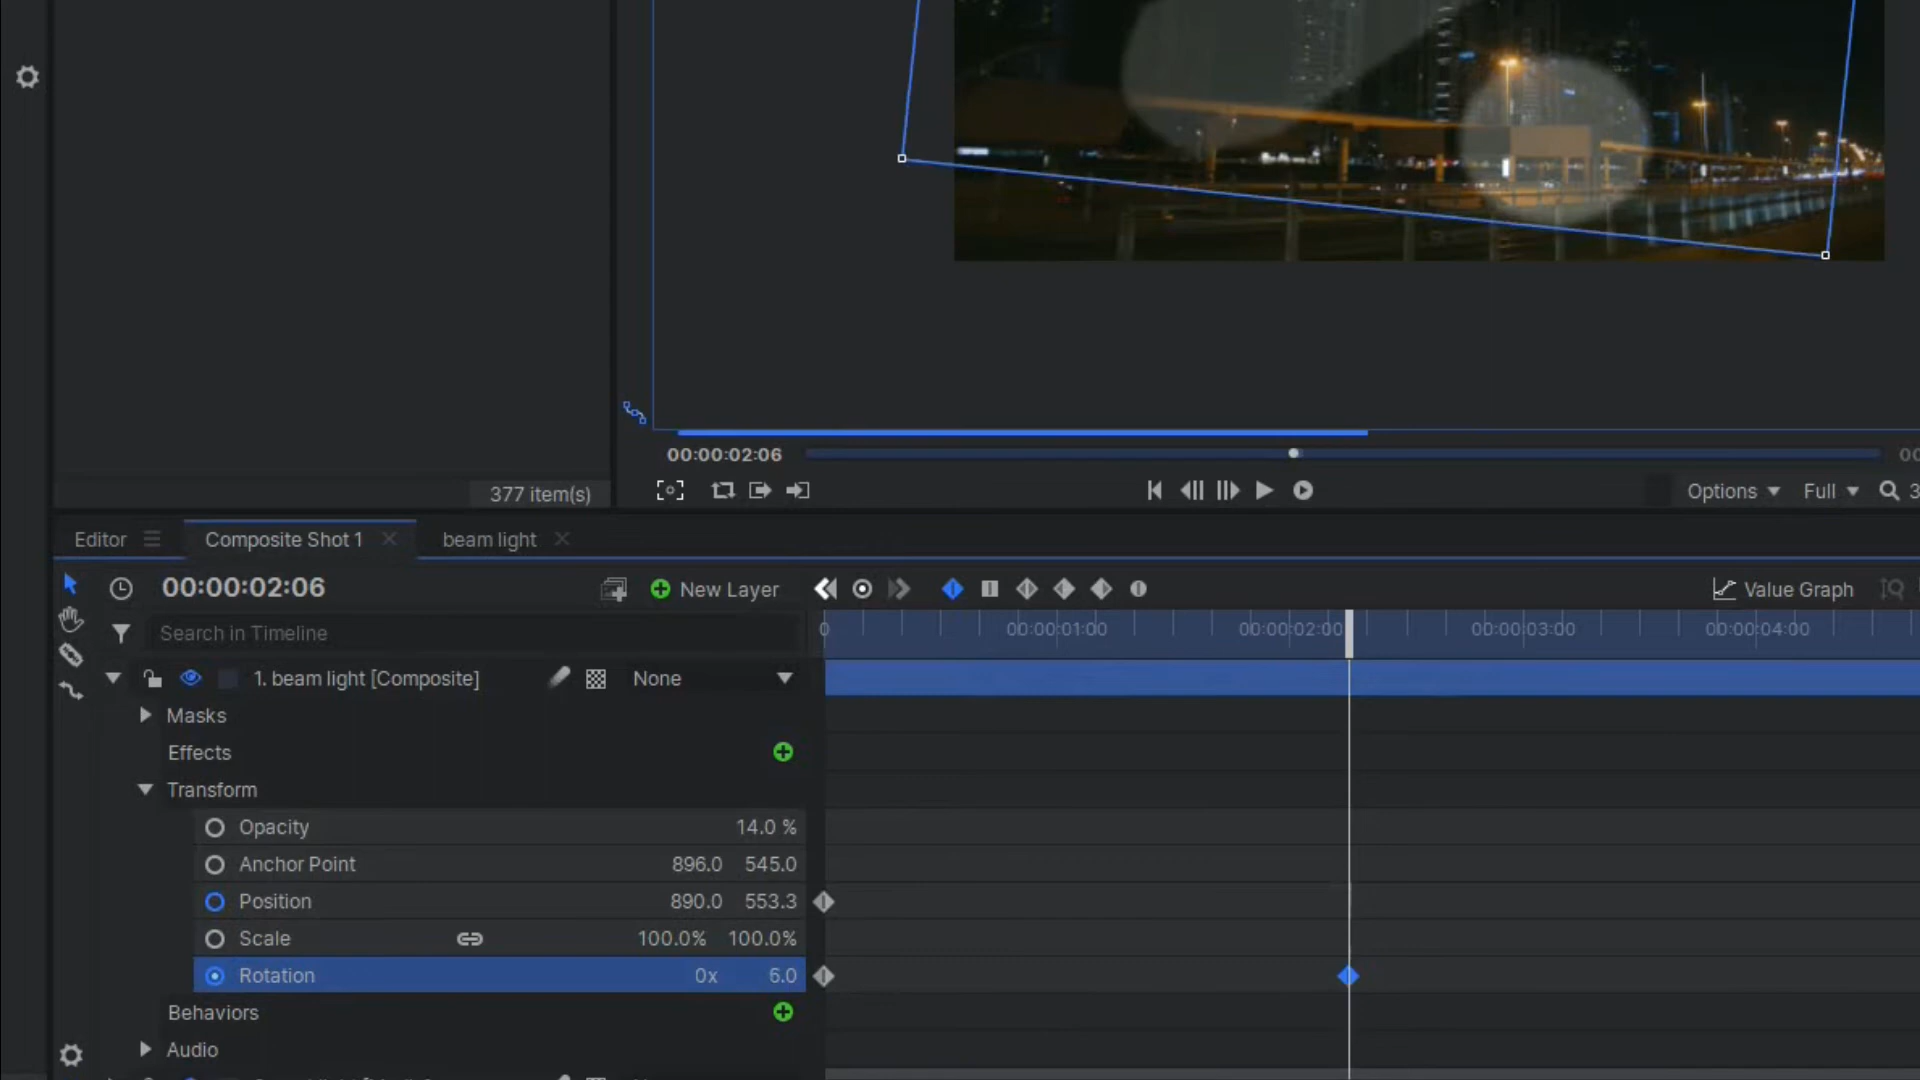 377 item(s)
00:00:02:06
Options
Full
Editor
Composite Shot 1
beam light
00:00:02:06
New Layer
Value Graph
Search in Timeline
0
00:00:01:00
00:00:02:00
00:00:03:00
00:00:04:00
1. beam light [Composite]
None
Masks
Effects
Transform
Opacity 14.0 %
Anchor Point 896.0 545.0
Position 890.0 553.3
Scale 100.0% 100.0%
Rotation 0x 6.0
Behaviors
Audio